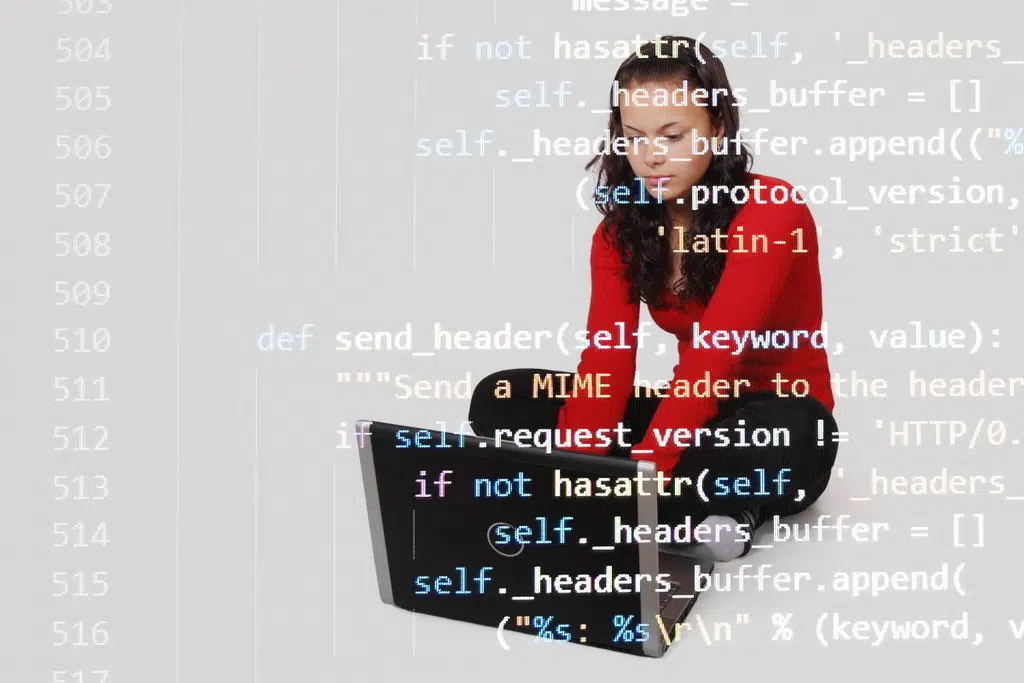 503 message =
504 if not hasattr(self, '_headers_
505 self._headers_buffer = []
506 self._headers_buffer.append(("%
507 (self.protocol_version,
508 'latin-1', 'strict'
509
510 def send_header(self, keyword, value):
511 """Send a MIME header to the header
512 if self.request_version != 'HTTP/0.
513 if not hasattr(self, '_headers_
514 self._headers_buffer = []
515 self._headers_buffer.append(
516 ("%s: %s\r\n" % (keyword, v
517